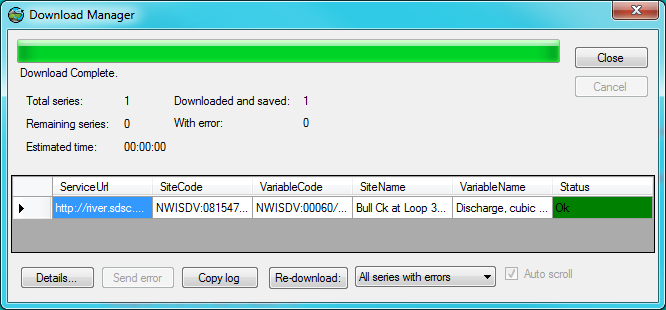 Download Manager
Close
Download Complete.
Cancel
Total series: 1 Downloaded and saved: 1
Remaining series: 0 With error: 0
Estimated time: 00:00:00
ServiceUrl SiteCode VariableCode SiteName VariableName Status
http://river.sdsc.... NWISDV:081547... NWISDV:00060/... Bull Ck at Loop 3... Discharge, cubic ... Ok
Details... Send error Copy log Re-download: All series with errors Auto scroll